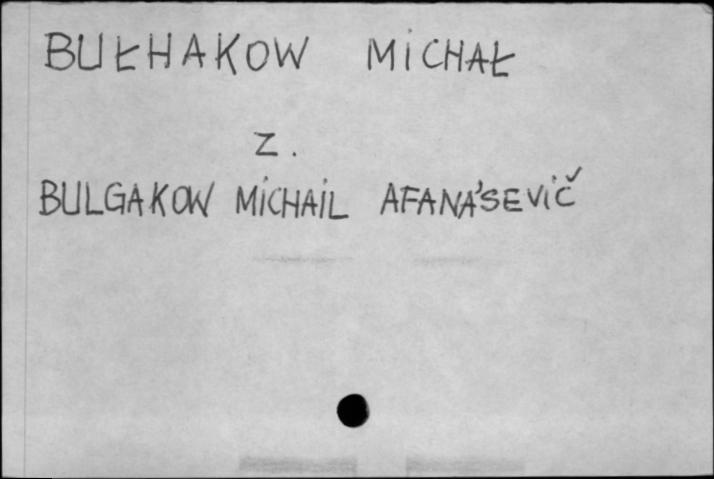 BUŁHAKOW MICHAŁ
Z.
BULGAKOW MICHAIL AFANA'SEVIČ